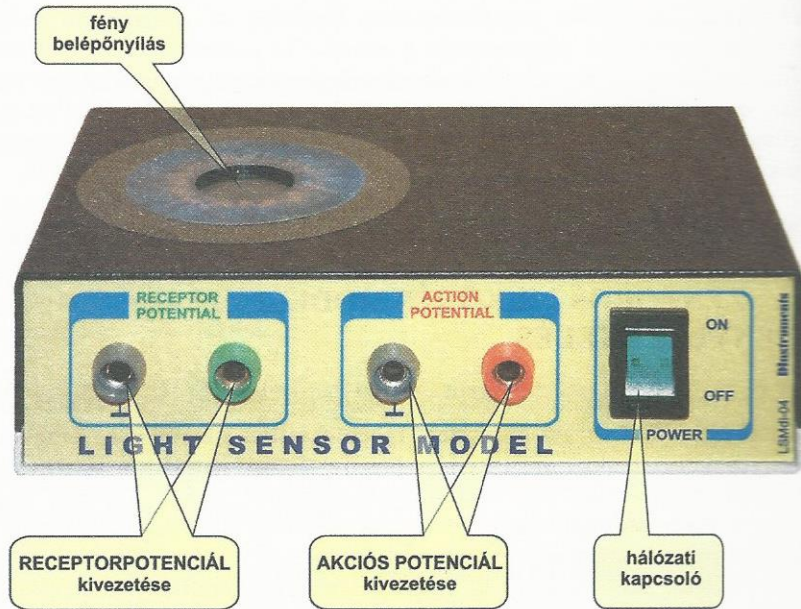 fény
belépőnyílás
RECEPTOR
POTENTIAL
ACTION
POTENTIAL
ON
OFF
POWER
LSMdl-04 BInstruments
LIGHT SENSOR MODEL
RECEPTORPOTENCIÁL
kivezetése
AKCIÓS POTENCIÁL
kivezetése
hálózati
kapcsoló